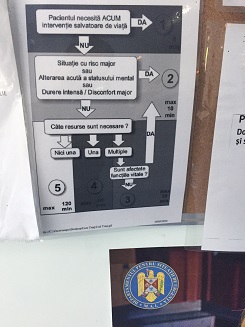 Pacientul necesită ACUM
intervenție salvatoare de viață
DA
1
NU
Situație cu risc major
sau
Alterarea acută a statusului mental
sau
Durere intensă / Disconfort major
DA
2
max
10
min
NU
Câte resurse sunt necesare ?
DA
Nici una
Una
Multiple
Sunt afectate
funcțiile vitale ?
5
4
3
NU
max
120
min
P
Do
și